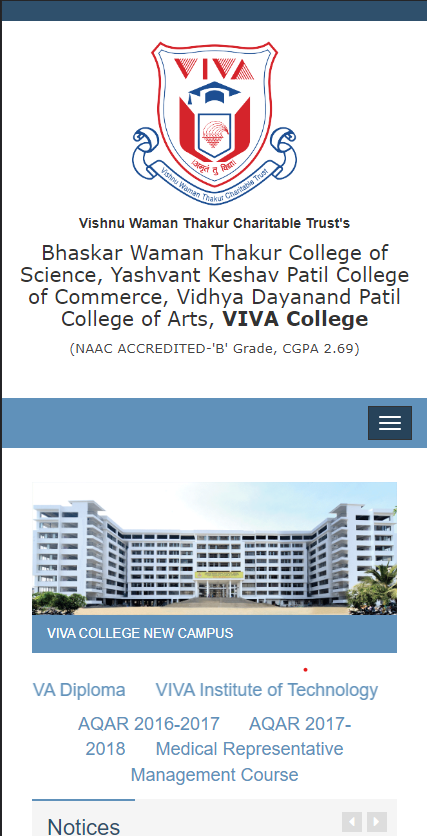 VIVA
॥अमृतं तु विद्या॥
Vishnu Waman Thakur Charitable Trust
Vishnu Waman Thakur Charitable Trust's
Bhaskar Waman Thakur College of
Science, Yashvant Keshav Patil College
of Commerce, Vidhya Dayanand Patil
College of Arts, VIVA College
(NAAC ACCREDITED-'B' Grade, CGPA 2.69)
VIVA COLLEGE NEW CAMPUS
VA Diploma VIVA Institute of Technology
AQAR 2016-2017 AQAR 2017-
2018 Medical Representative
Management Course
Notices